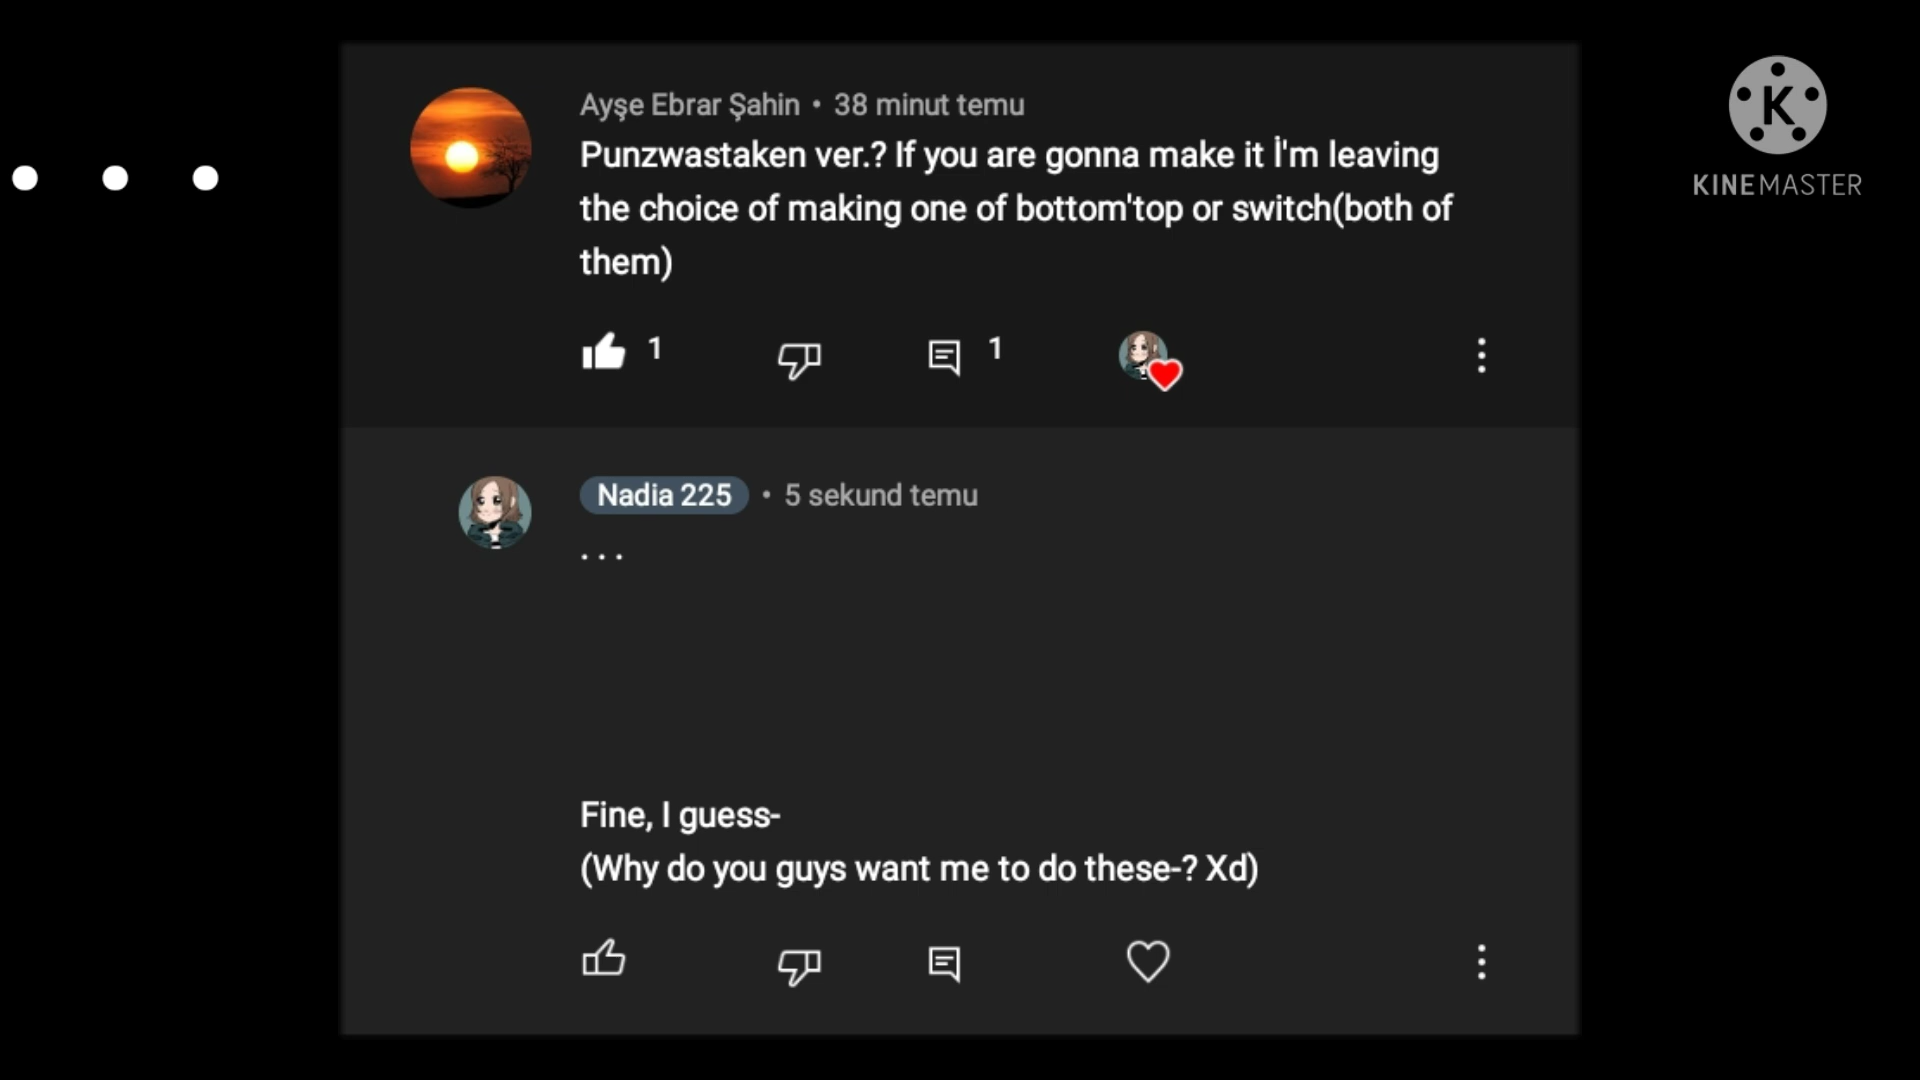 Ayşe Ebrar Şahin • 38 minut temu
Punzwastaken ver.? If you are gonna make it İ'm leaving
the choice of making one of bottom'top or switch(both of
them)
1
1
K
KINEMASTER
• • •
Nadia 225 • 5 sekund temu
. . .
Fine, I guess-
(Why do you guys want me to do these-? Xd)